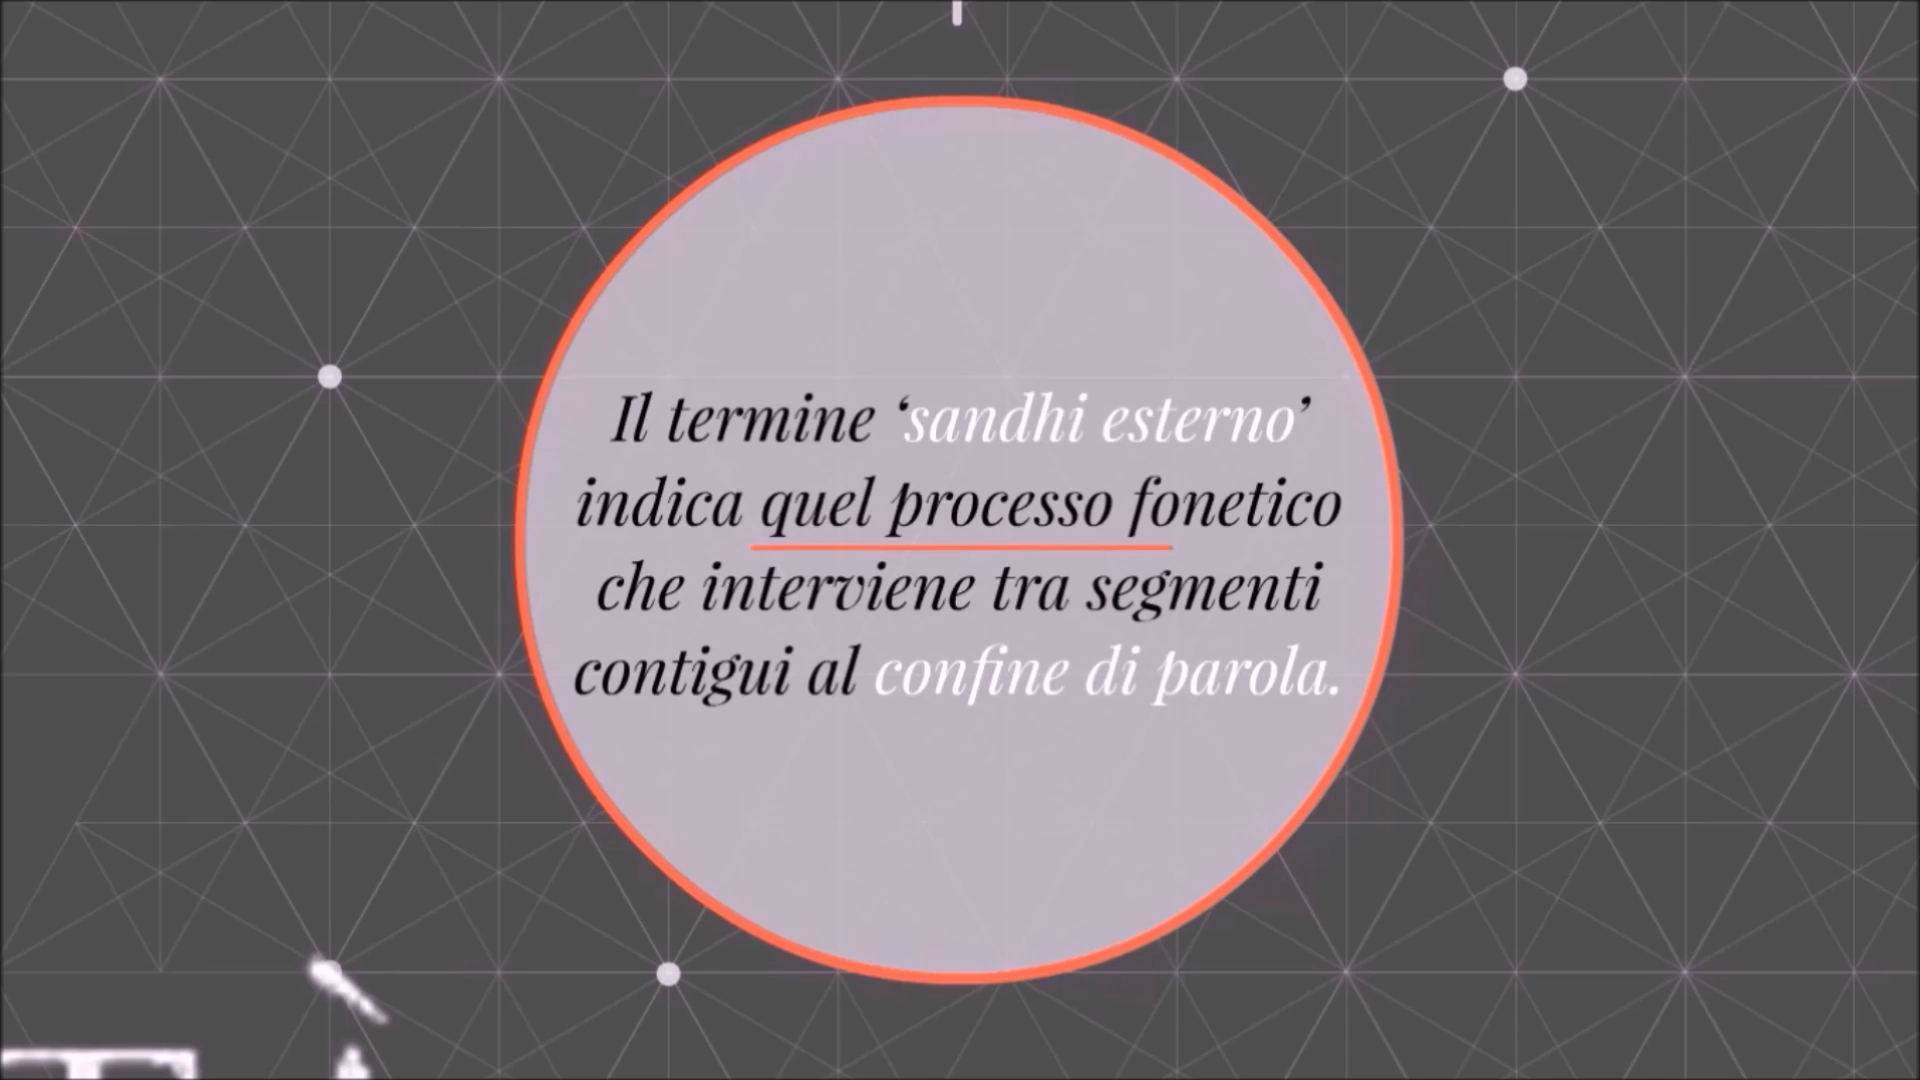 Il termine ‘sandhi esterno’
indica quel processo fonetico
che interviene tra segmenti
contigui al confine di parola.